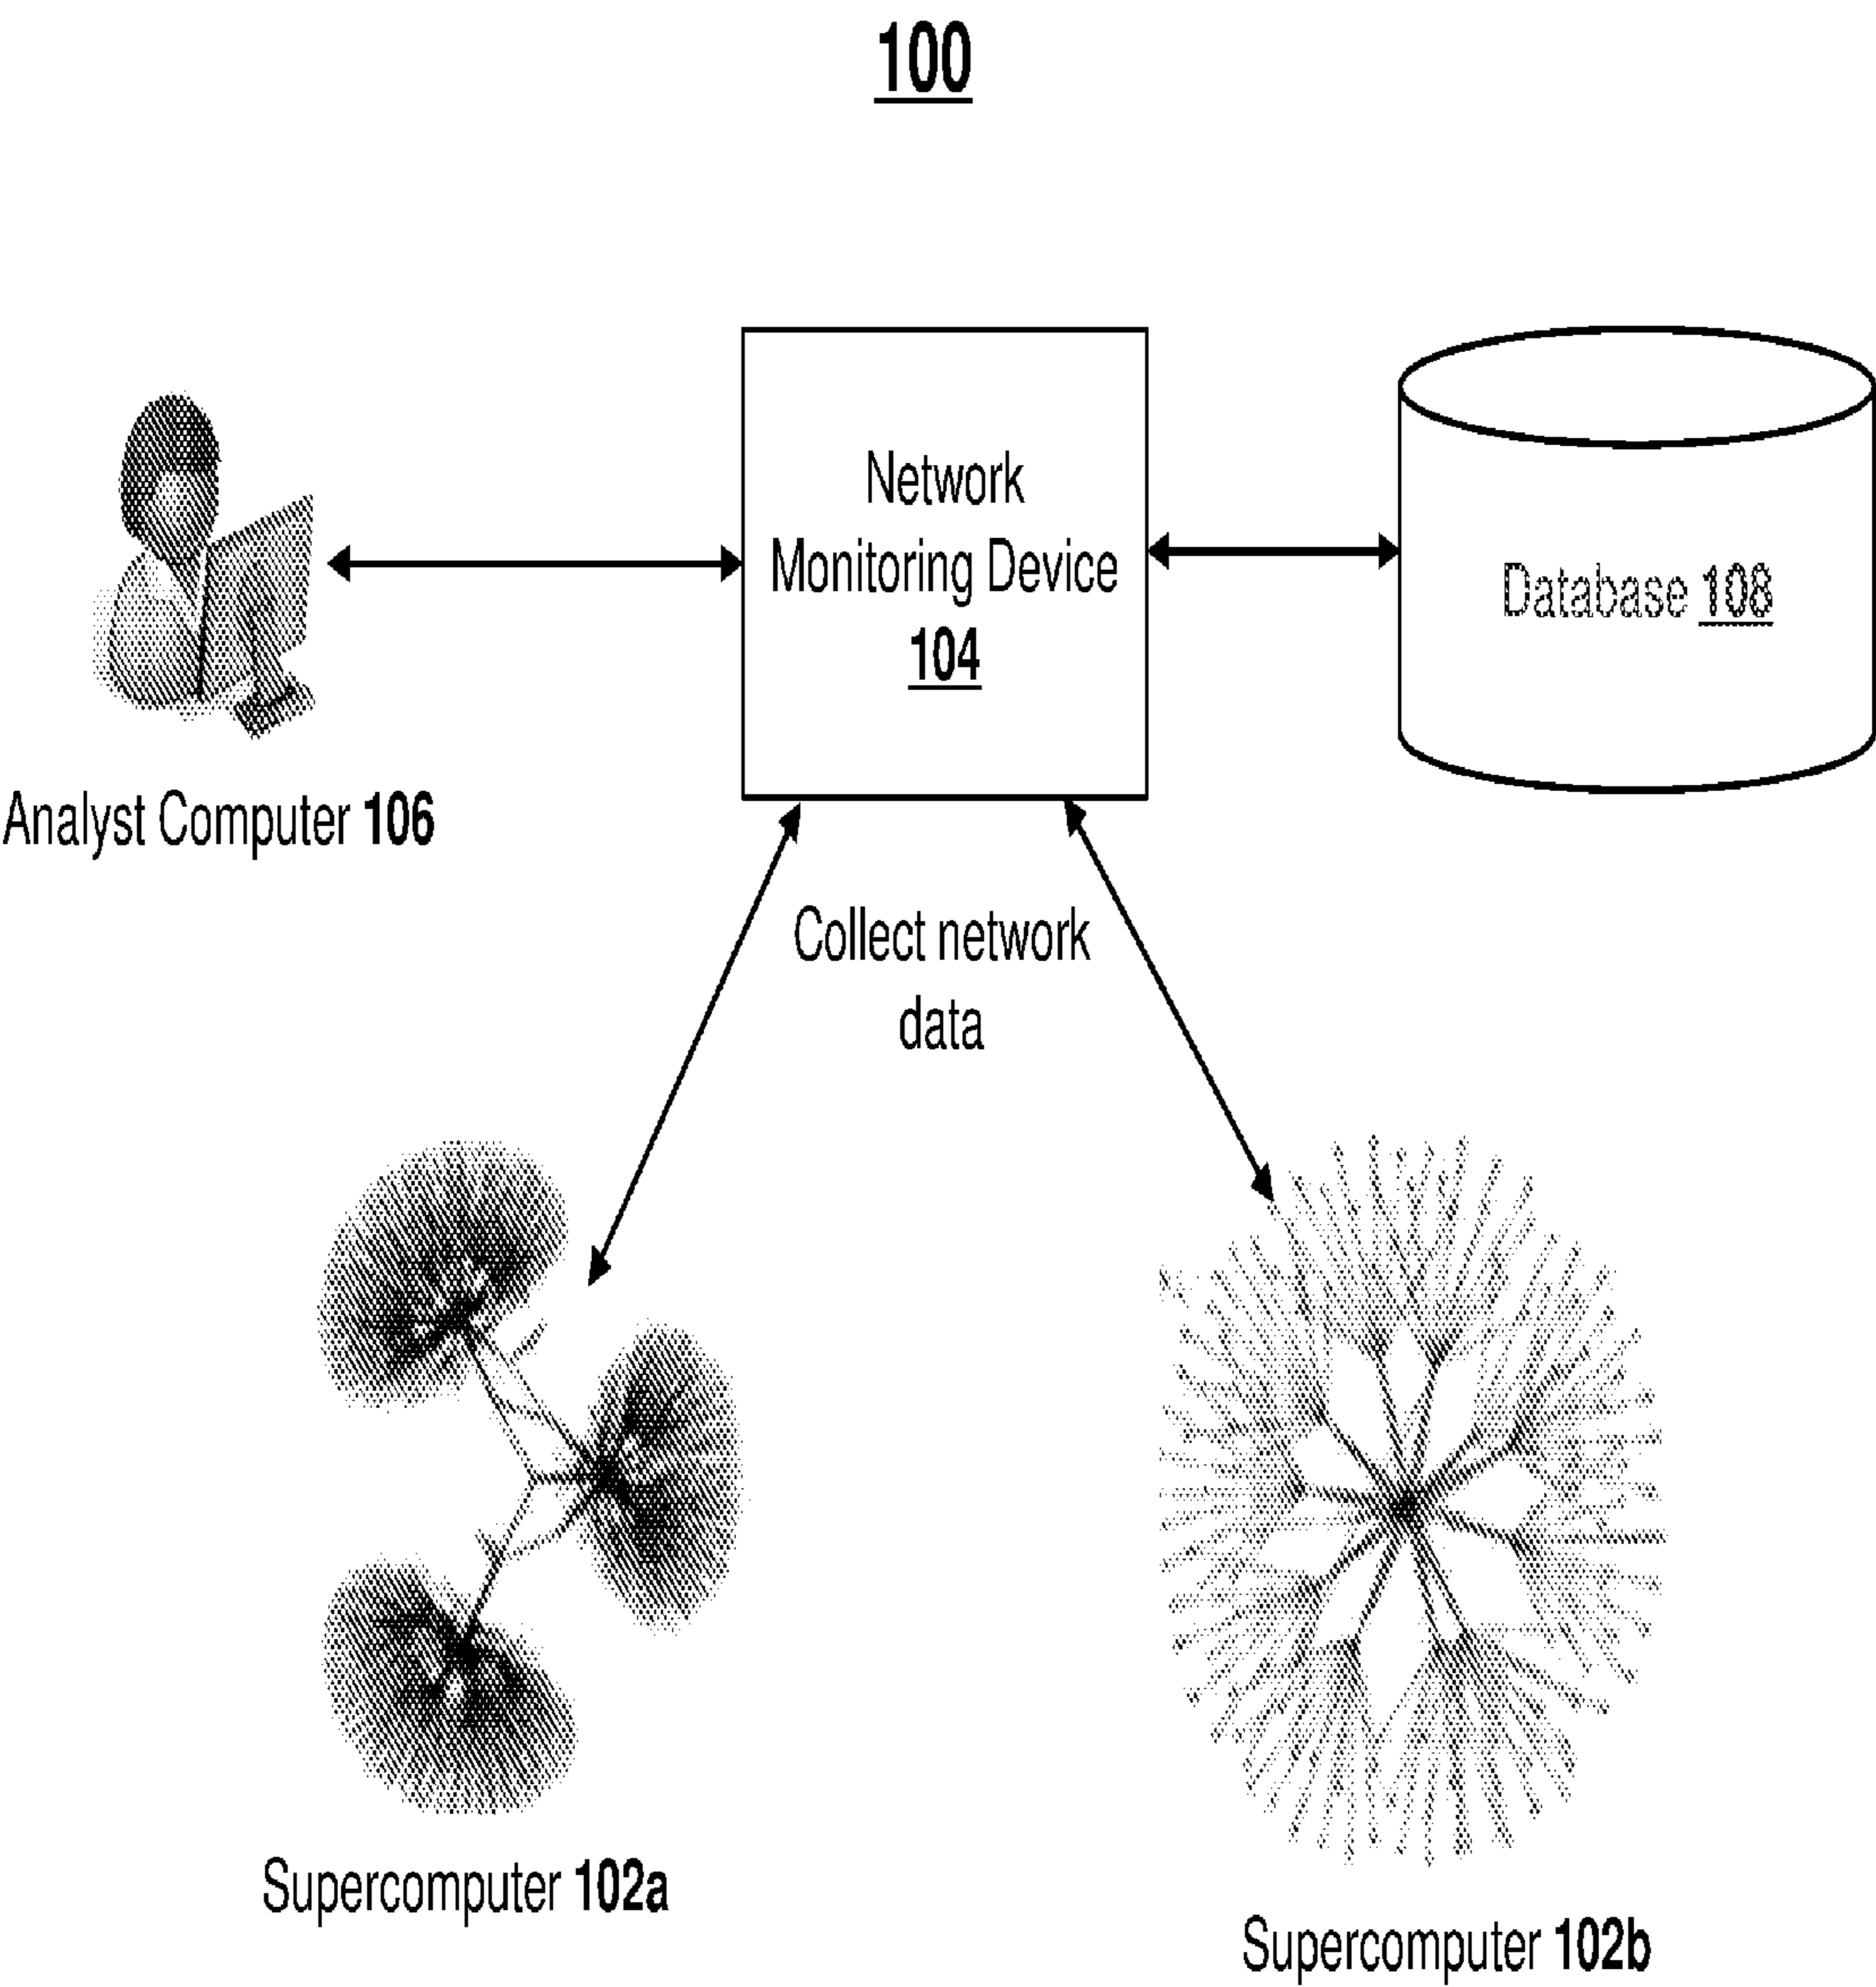 100
Network
Monitoring Device
104
Database 108
Analyst Computer 106
Collect network
data
Supercomputer 102a
Supercomputer 102b